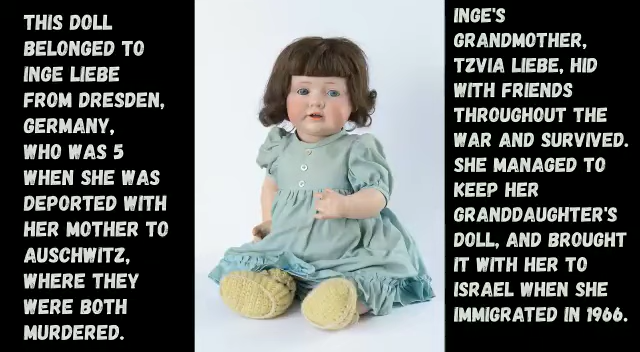 THIS DOLL
BELONGED TO
INGE LIEBE
FROM DRESDEN,
GERMANY,
WHO WAS 5
WHEN SHE WAS
DEPORTED WITH
HER MOTHER TO
AUSCHWITZ,
WHERE THEY
WERE BOTH
MURDERED.
INGE'S
GRANDMOTHER,
TZVIA LIEBE, HID
WITH FRIENDS
THROUGHOUT THE
WAR AND SURVIVED.
SHE MANAGED TO
KEEP HER
GRANDDAUGHTER'S
DOLL, AND BROUGHT
IT WITH HER TO
ISRAEL WHEN SHE
IMMIGRATED IN 1966.